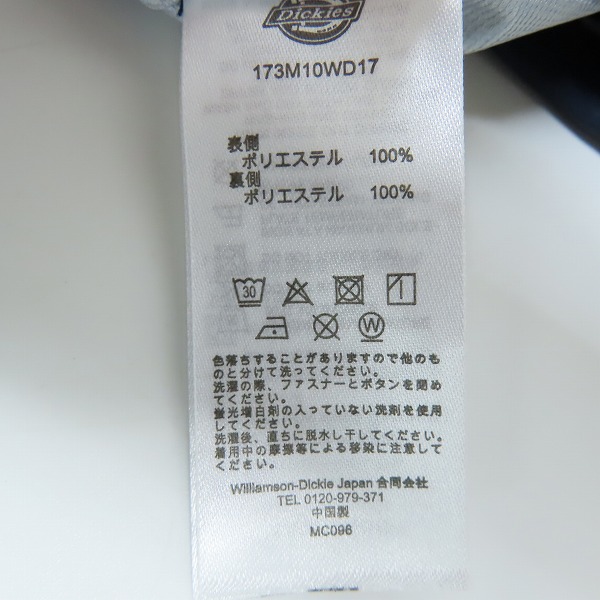 Dickies
173M10WD17
表側
ポリエステル 100%
裏側
ポリエステル 100%
30
W
色落ちすることがありますので他のも
のと分けて洗ってください。
洗濯の際、ファスナーとボタンを閉め
てください。
蛍光増白剤の入っていない洗剤を使用
してください。
洗濯後、直ちに脱水し干してください。
着用中の摩擦等による移染に注意して
ください。
Williamson-Dickie Japan 合同会社
TEL 0120-979-371
中国製
MC096